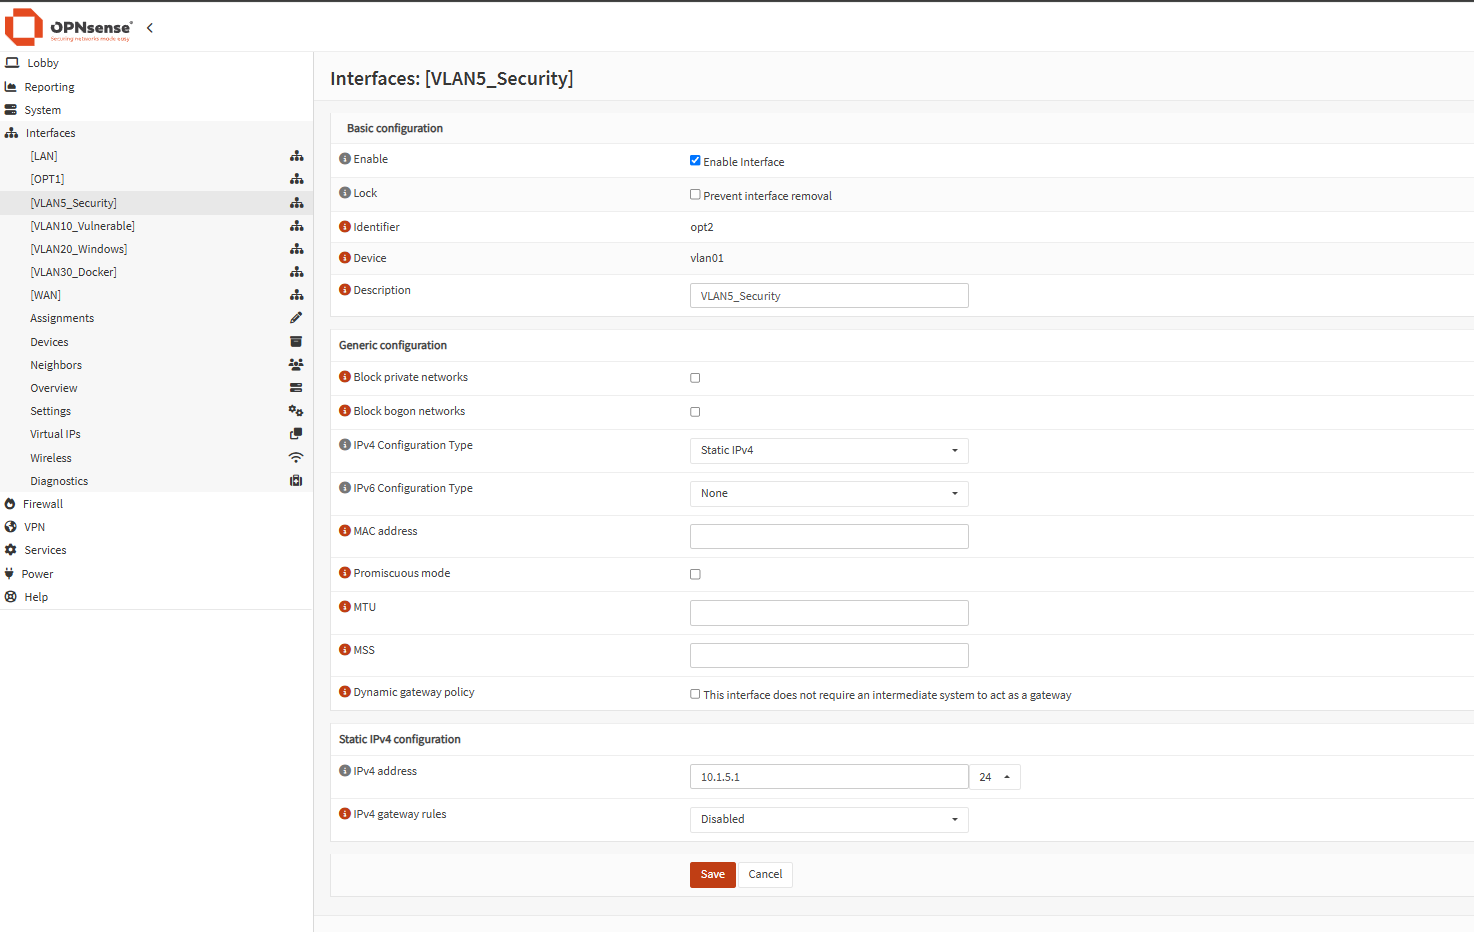 OPNsense®
Securing networks made easy
Lobby
Reporting
System
Interfaces
[LAN]
[OPT1]
[VLAN5_Security]
[VLAN10_Vulnerable]
[VLAN20_Windows]
[VLAN30_Docker]
[WAN]
Assignments
Devices
Neighbors
Overview
Settings
Virtual IPs
Wireless
Diagnostics
Firewall
VPN
Services
Power
Help
Interfaces: [VLAN5_Security]
Basic configuration
Enable
Enable Interface
Lock
Prevent interface removal
Identifier
opt2
Device
vlan01
Description
VLAN5_Security
Generic configuration
Block private networks
Block bogon networks
IPv4 Configuration Type
Static IPv4
IPv6 Configuration Type
None
MAC address
Promiscuous mode
MTU
MSS
Dynamic gateway policy
This interface does not require an intermediate system to act as a gateway
Static IPv4 configuration
IPv4 address
10.1.5.1 24
IPv4 gateway rules
Disabled
Save Cancel